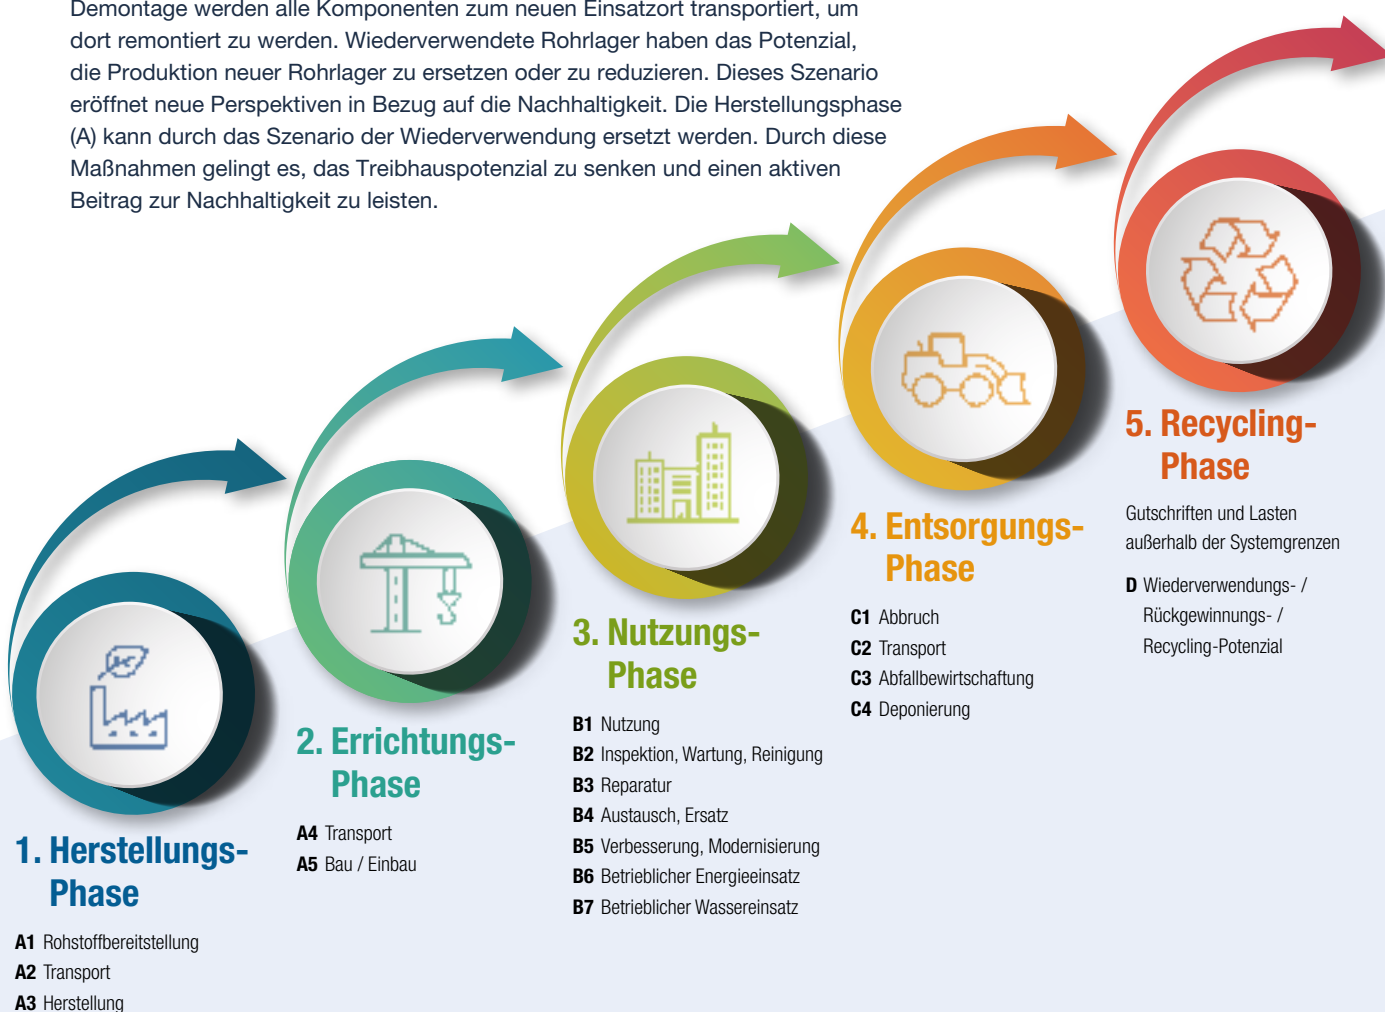 Demontage werden alle Komponenten zum neuen Einsatzort transportiert, um
dort remontiert zu werden. Wiederverwendete Rohrlager haben das Potenzial,
die Produktion neuer Rohrlager zu ersetzen oder zu reduzieren. Dieses Szenario
eröffnet neue Perspektiven in Bezug auf die Nachhaltigkeit. Die Herstellungsphase
(A) kann durch das Szenario der Wiederverwendung ersetzt werden. Durch diese
Maßnahmen gelingt es, das Treibhauspotenzial zu senken und einen aktiven
Beitrag zur Nachhaltigkeit zu leisten.
1. Herstellungs-
Phase
A1 Rohstoffbereitstellung
A2 Transport
A3 Herstellung
2. Errichtungs-
Phase
A4 Transport
A5 Bau / Einbau
3. Nutzungs-
Phase
B1 Nutzung
B2 Inspektion, Wartung, Reinigung
B3 Reparatur
B4 Austausch, Ersatz
B5 Verbesserung, Modernisierung
B6 Betrieblicher Energieeinsatz
B7 Betrieblicher Wassereinsatz
4. Entsorgungs-
Phase
C1 Abbruch
C2 Transport
C3 Abfallbewirtschaftung
C4 Deponierung
5. Recycling-
Phase
Gutschriften und Lasten
außerhalb der Systemgrenzen
D Wiederverwendungs- /
Rückgewinnungs- /
Recycling-Potenzial